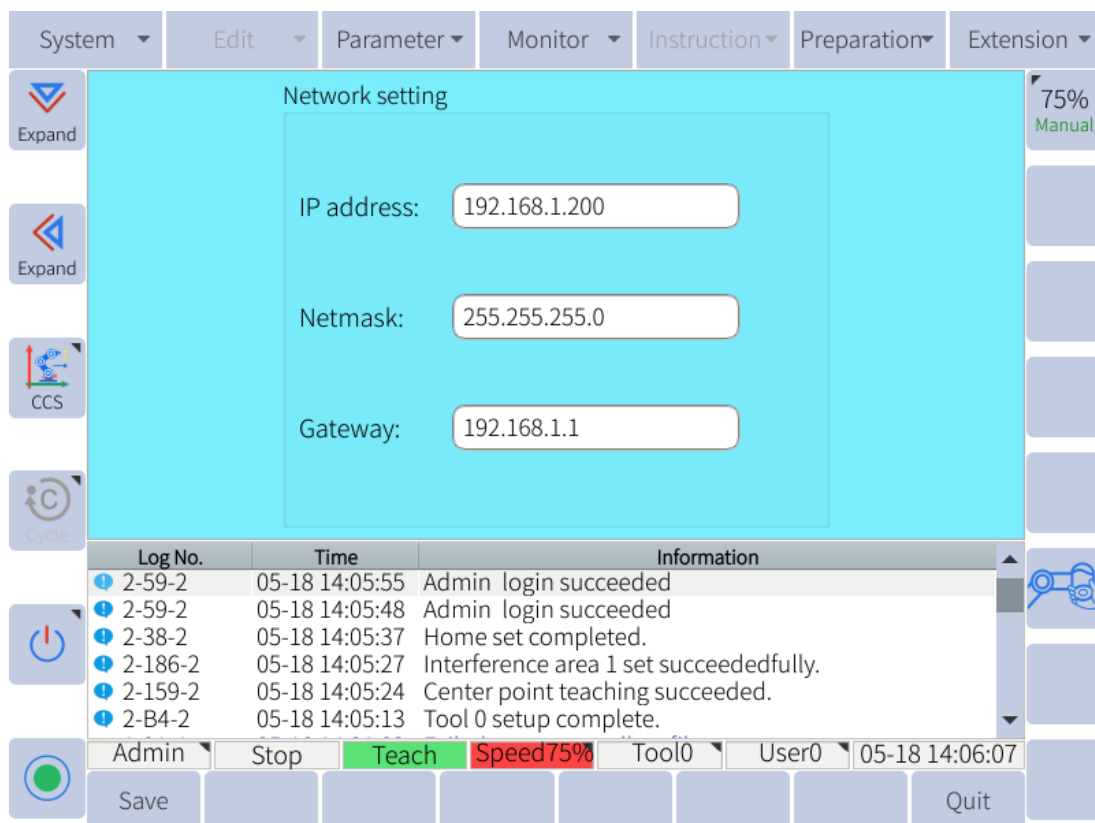 System Edit Parameter Monitor Instruction Preparation Extension
Expand
Expand
CCS
Cycle
75%
Manual
Network setting
IP address: 192.168.1.200
Netmask: 255.255.255.0
Gateway: 192.168.1.1
Log No. Time Information
2-59-2 05-18 14:05:55 Admin login succeeded
2-59-2 05-18 14:05:48 Admin login succeeded
2-38-2 05-18 14:05:37 Home set completed.
2-186-2 05-18 14:05:27 Interference area 1 set succeededfully.
2-159-2 05-18 14:05:24 Center point teaching succeeded.
2-B4-2 05-18 14:05:13 Tool 0 setup complete.
Admin Stop Teach Speed75% Tool0 User0 05-18 14:06:07
Save Quit